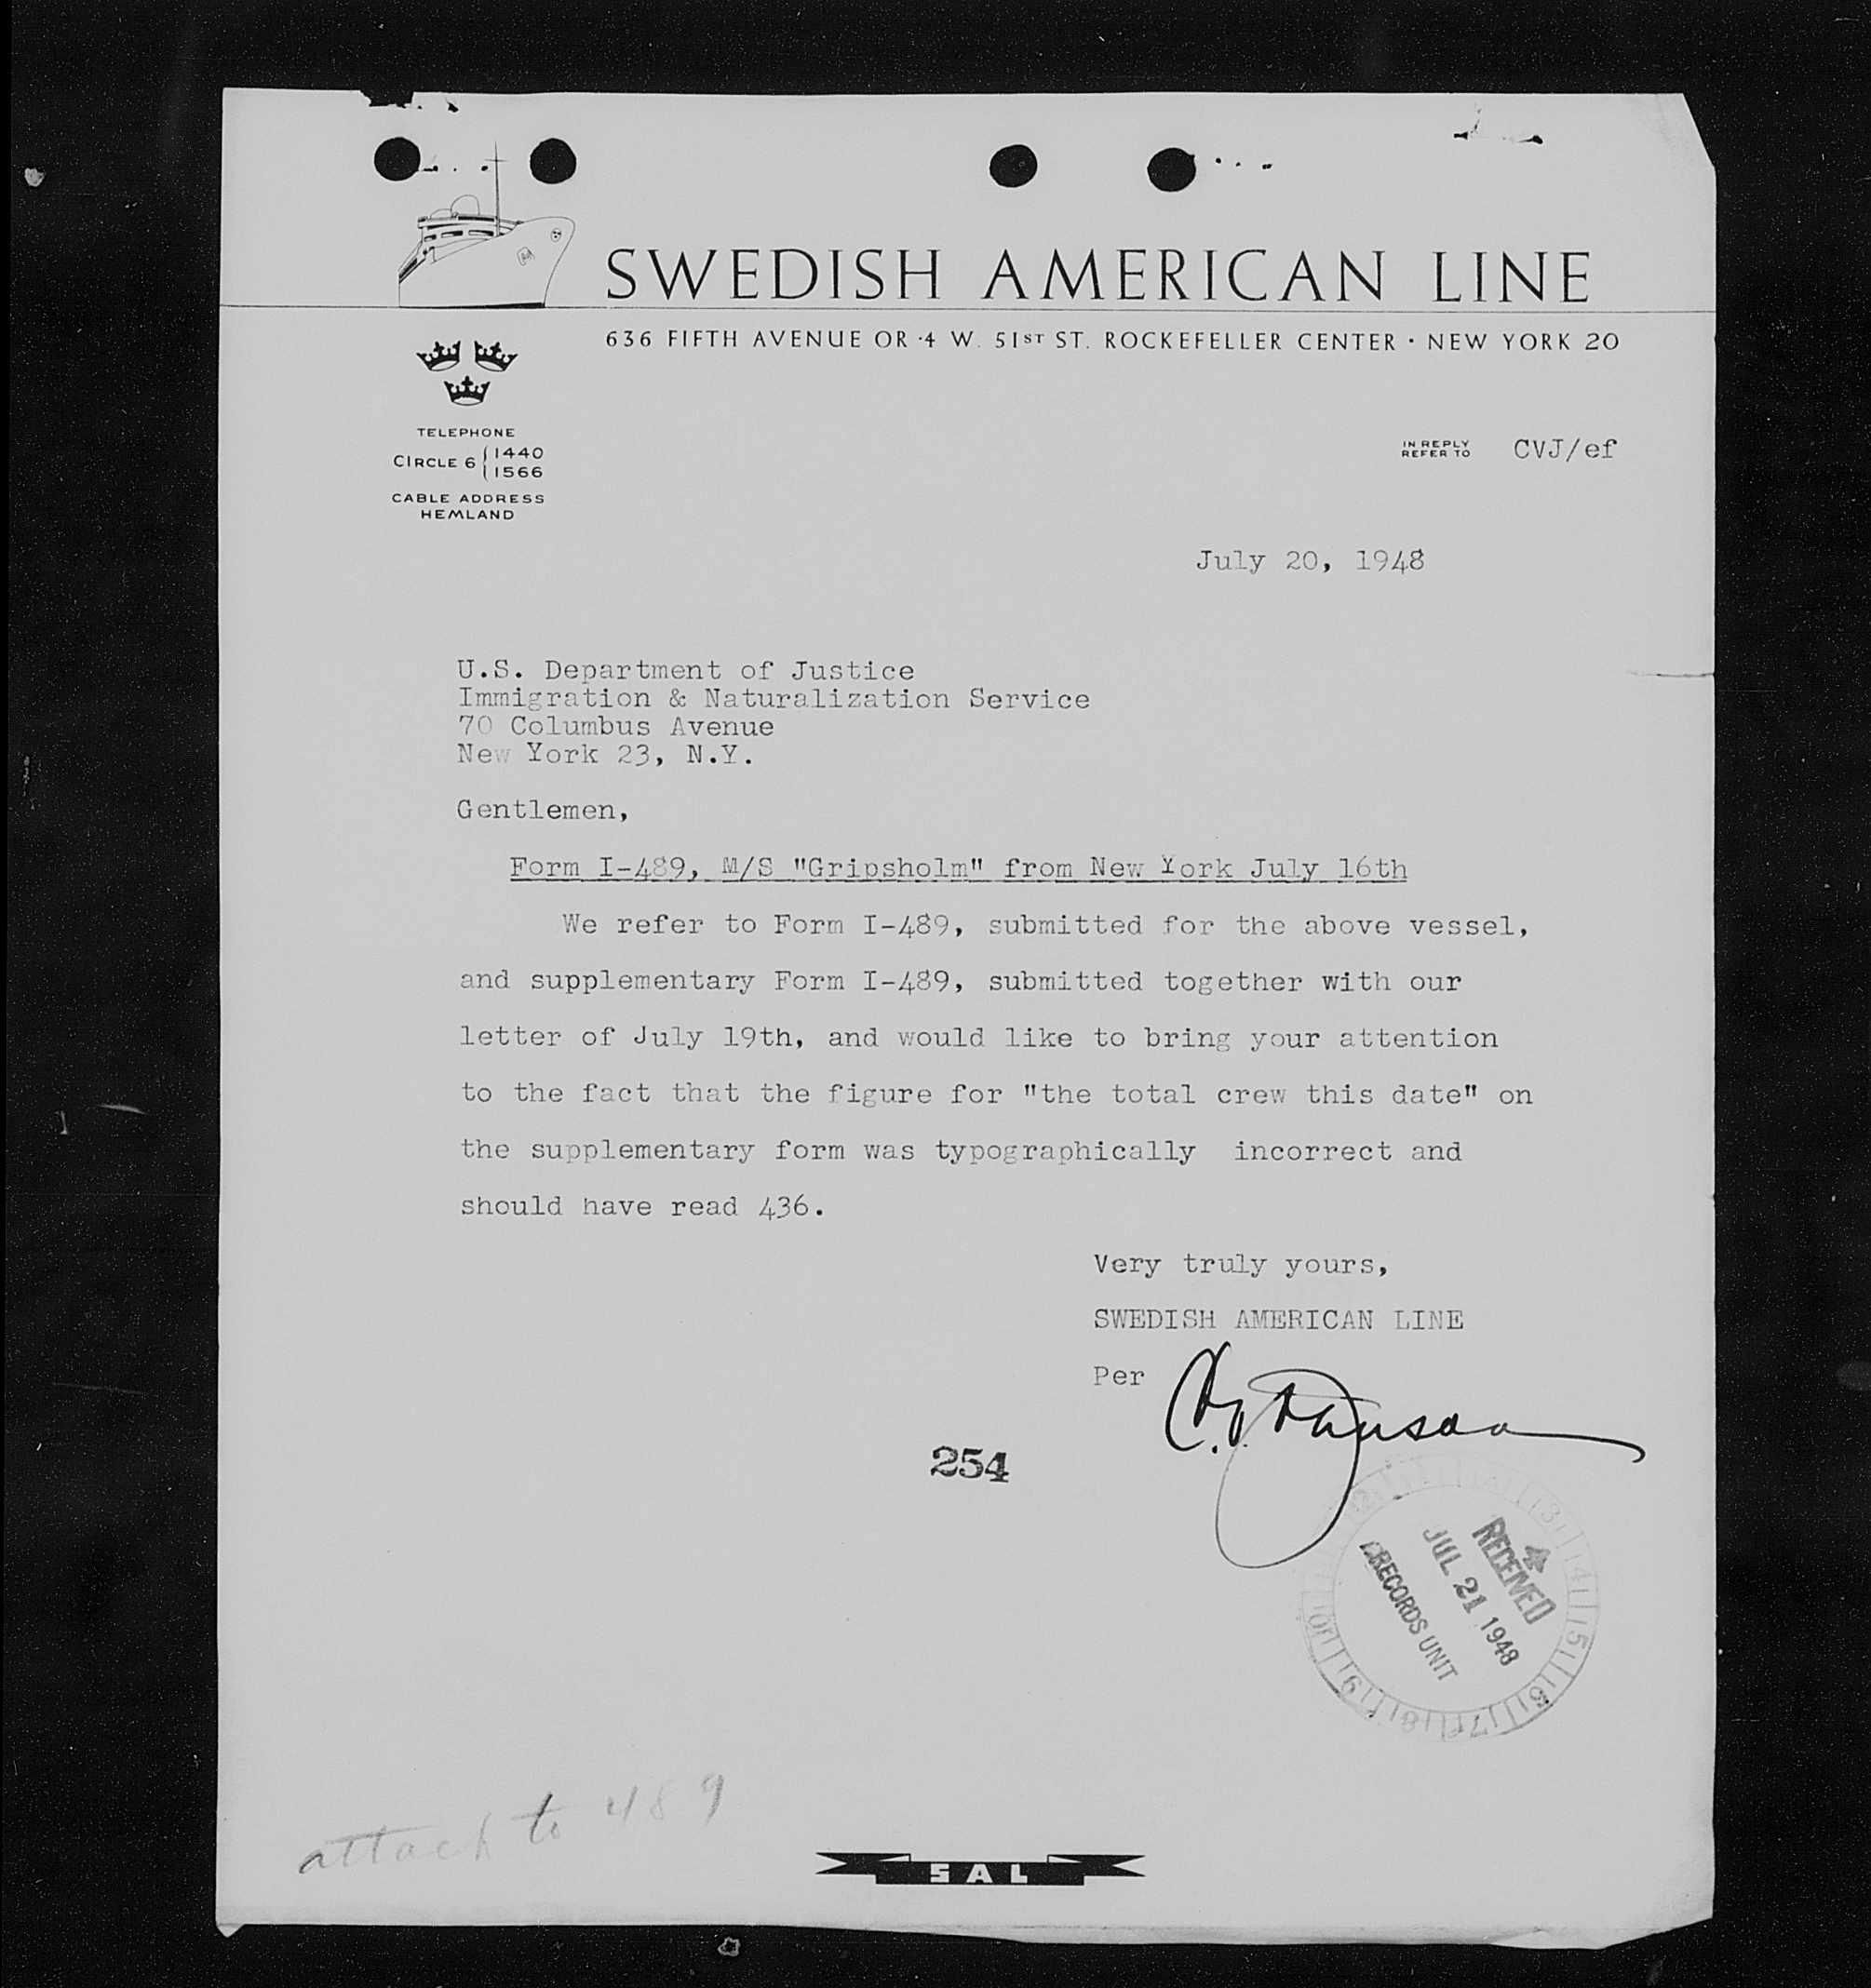 SWEDISH AMERICAN LINE
636 FIFTH AVENUE OR ·4 W. 51ST ST. ROCKEFELLER CENTER · NEW YORK 20
TELEPHONE
CIRCLE 6 {1440
1566
CABLE ADDRESS
HEMLAND
IN REPLY
REFER TO CVJ/ef
July 20, 1948
U.S. Department of Justice
Immigration & Naturalization Service
70 Columbus Avenue
New York 23, N.Y.
Gentlemen,
Form I-489, M/S "Gripsholm" from New York July 16th
We refer to Form I-489, submitted for the above vessel,
and supplementary Form I-489, submitted together with our
letter of July 19th, and would like to bring your attention
to the fact that the figure for "the total crew this date" on
the supplementary form was typographically incorrect and
should have read 436.
Very truly yours,
SWEDISH AMERICAN LINE
Per
254
RECEIVED
JUL 21 1948
RECORDS UNIT
attach to 489
SAL